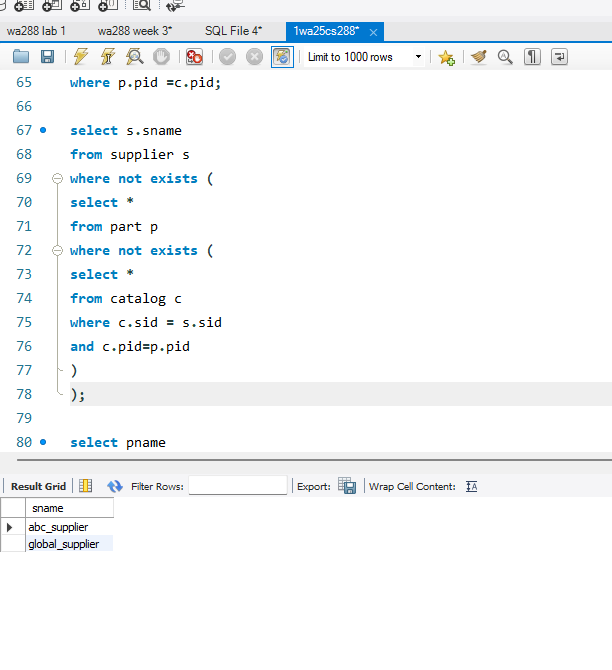 wa288 lab 1 wa288 week 3* SQL File 4* 1wa25cs288*
Limit to 1000 rows
65 where p.pid =c.pid;
66
67 select s.sname
68 from supplier s
69 where not exists (
70 select *
71 from part p
72 where not exists (
73 select *
74 from catalog c
75 where c.sid = s.sid
76 and c.pid=p.pid
77 )
78 );
79
80 select pname
Result Grid Filter Rows: Export: Wrap Cell Content: IA
sname
abc_supplier
global_supplier